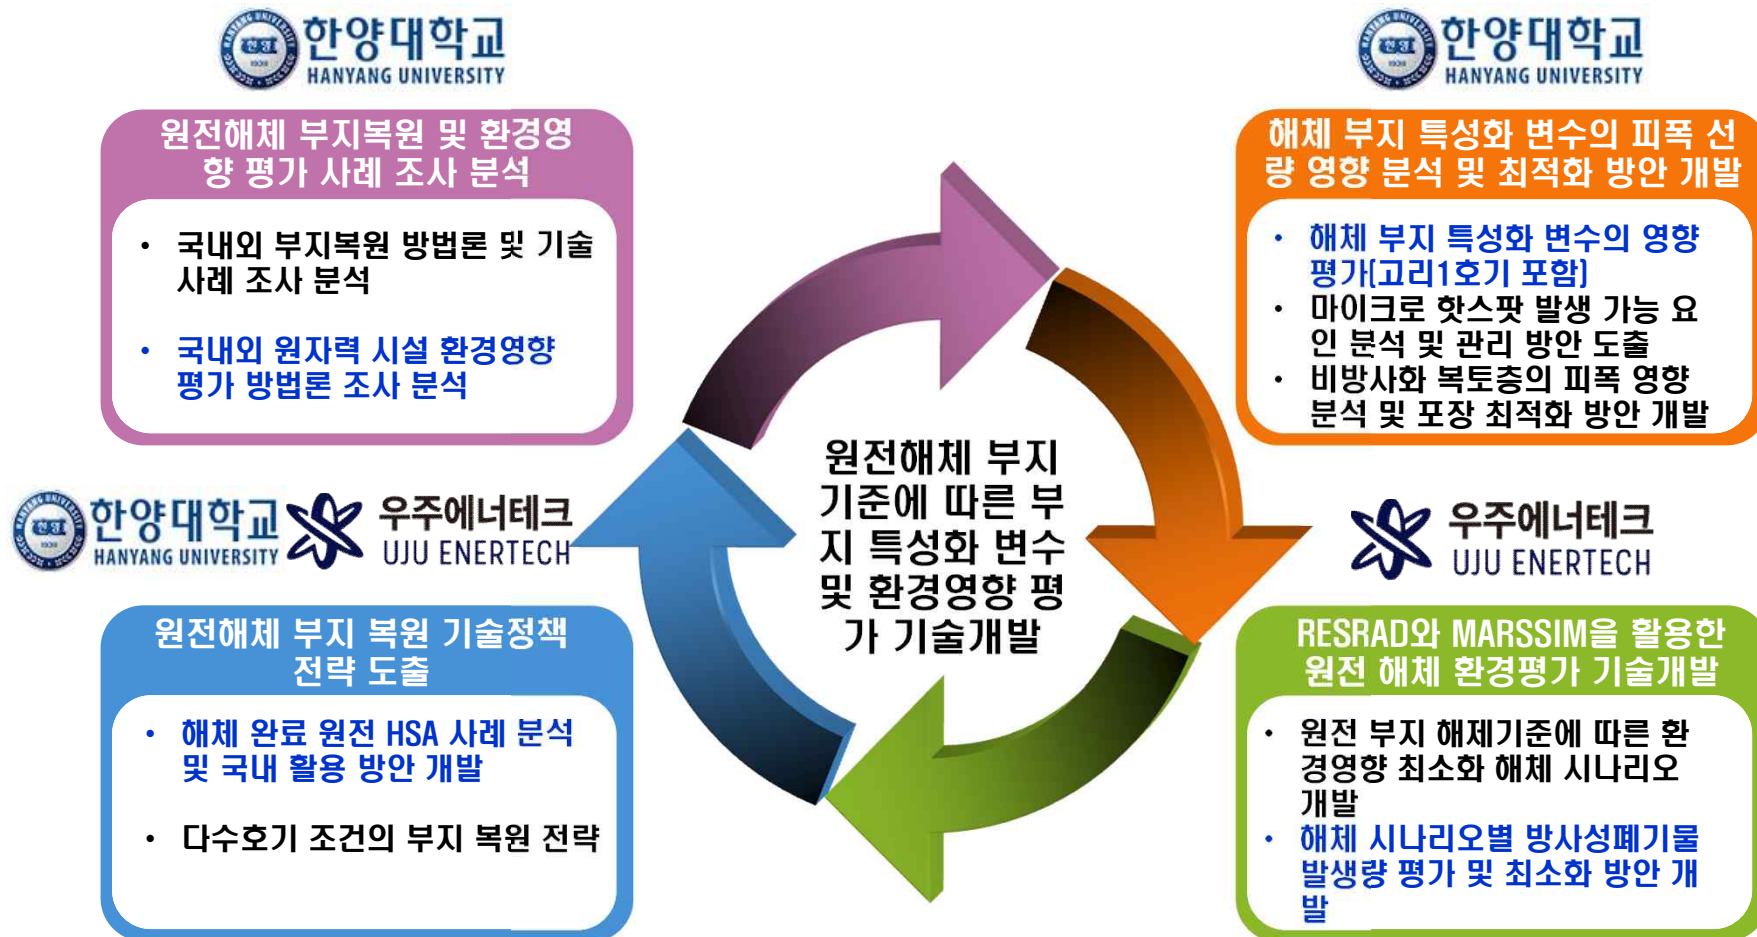 한양대학교
HANYANG UNIVERSITY
원전해체 부지복원 및 환경영
향 평가 사례 조사 분석
• 국내외 부지복원 방법론 및 기술
사례 조사 분석
• 국내외 원자력 시설 환경영향
평가 방법론 조사 분석
한양대학교
HANYANG UNIVERSITY
해체 부지 특성화 변수의 피폭 선
량 영향 분석 및 최적화 방안 개발
• 해체 부지 특성화 변수의 영향
평가(고리1호기 포함)
• 마이크로 핫스팟 발생 가능 요
인 분석 및 관리 방안 도출
• 비방사화 복토층의 피폭 영향
분석 및 포장 최적화 방안 개발
원전해체 부지
기준에 따른 부
지 특성화 변수
및 환경영향 평
가 기술개발
한양대학교
HANYANG UNIVERSITY
우주에너테크
UJU ENERTECH
원전해체 부지 복원 기술정책
전략 도출
• 해체 완료 원전 HSA 사례 분석
및 국내 활용 방안 개발
• 다수호기 조건의 부지 복원 전략
우주에너테크
UJU ENERTECH
RESRAD와 MARSSIM을 활용한
원전 해체 환경평가 기술개발
• 원전 부지 해제기준에 따른 환
경영향 최소화 해체 시나리오
개발
• 해체 시나리오별 방사성폐기물
발생량 평가 및 최소화 방안 개
발